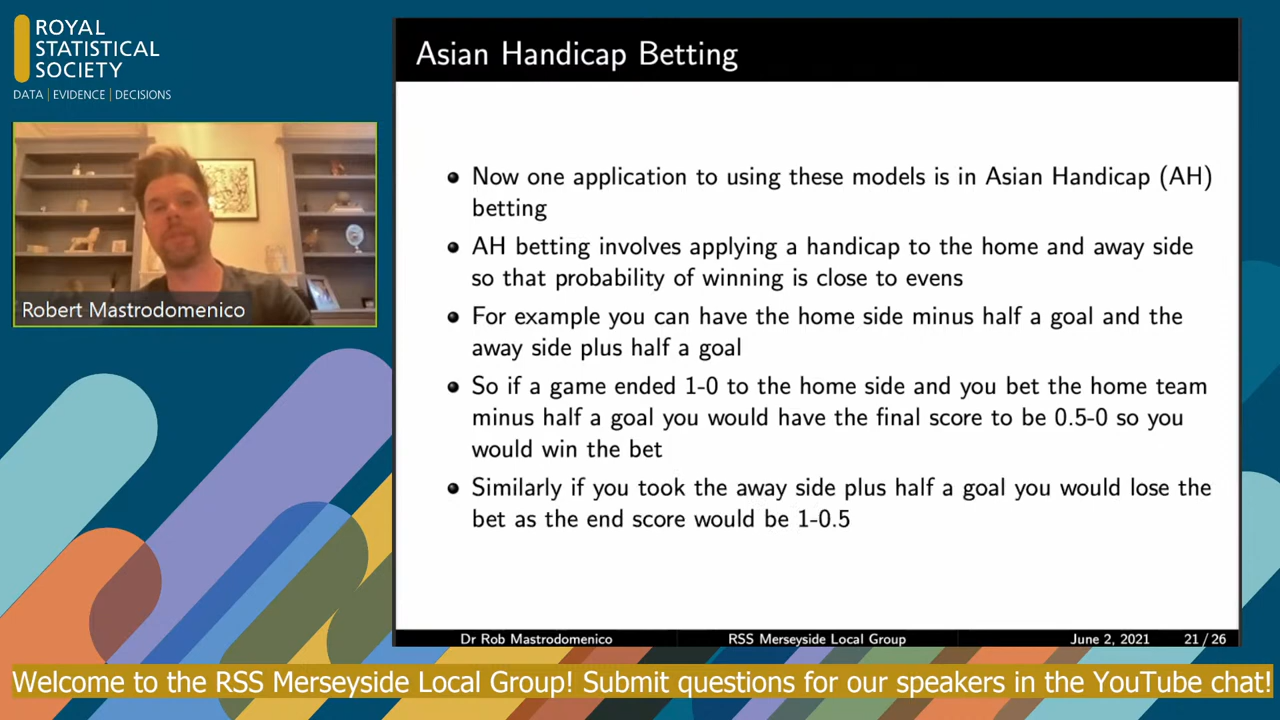 ROYAL
STATISTICAL
SOCIETY
DATA | EVIDENCE | DECISIONS
Robert Mastrodomenico
Asian Handicap Betting
Now one application to using these models is in Asian Handicap (AH)
betting
AH betting involves applying a handicap to the home and away side
so that probability of winning is close to evens
For example you can have the home side minus half a goal and the
away side plus half a goal
So if a game ended 1-0 to the home side and you bet the home team
minus half a goal you would have the final score to be 0.5-0 so you
would win the bet
Similarly if you took the away side plus half a goal you would lose the
bet as the end score would be 1-0.5
Dr Rob Mastrodomenico RSS Merseyside Local Group June 2, 2021 21 / 26
Welcome to the RSS Merseyside Local Group! Submit questions for our speakers in the YouTube chat!